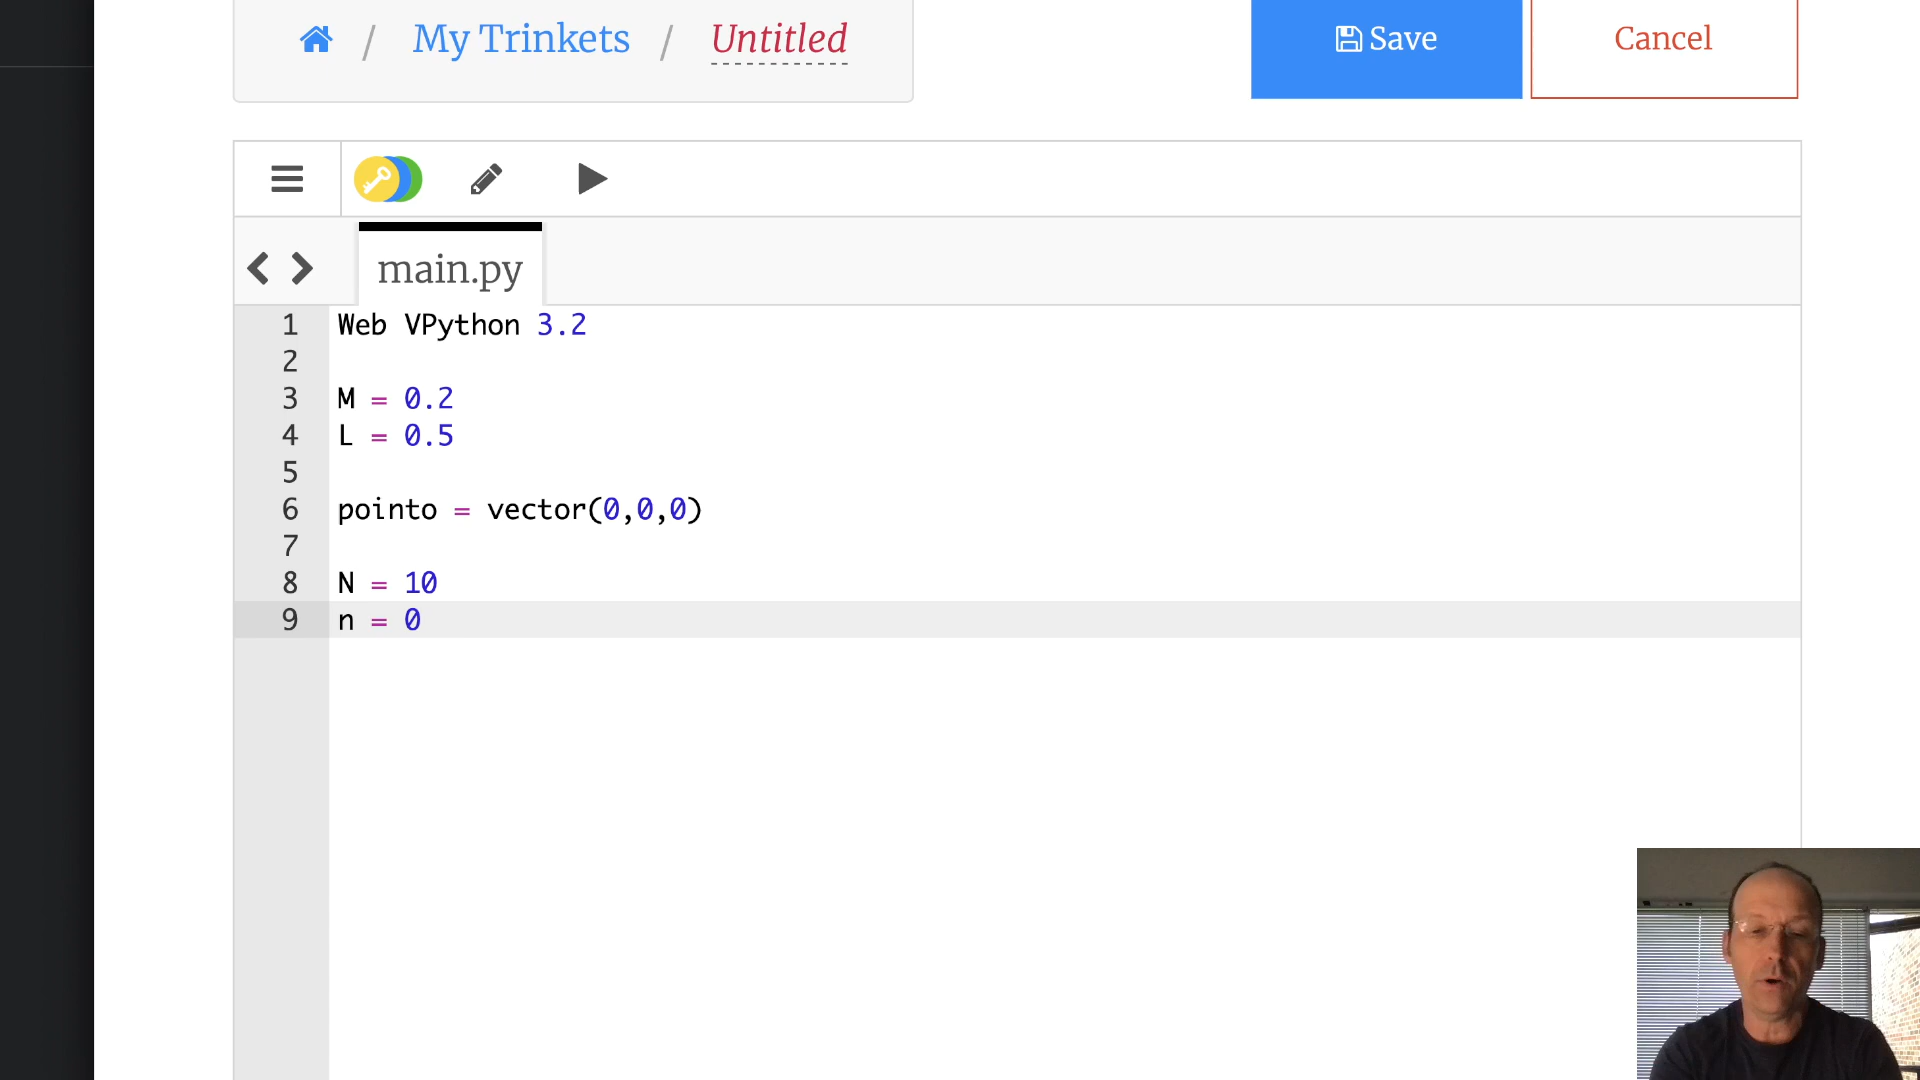 / My Trinkets / Untitled
Save
Cancel
main.py
1 Web VPython 3.2
2
3 M = 0.2
4 L = 0.5
5
6 pointo = vector(0,0,0)
7
8 N = 10
9 n = 0